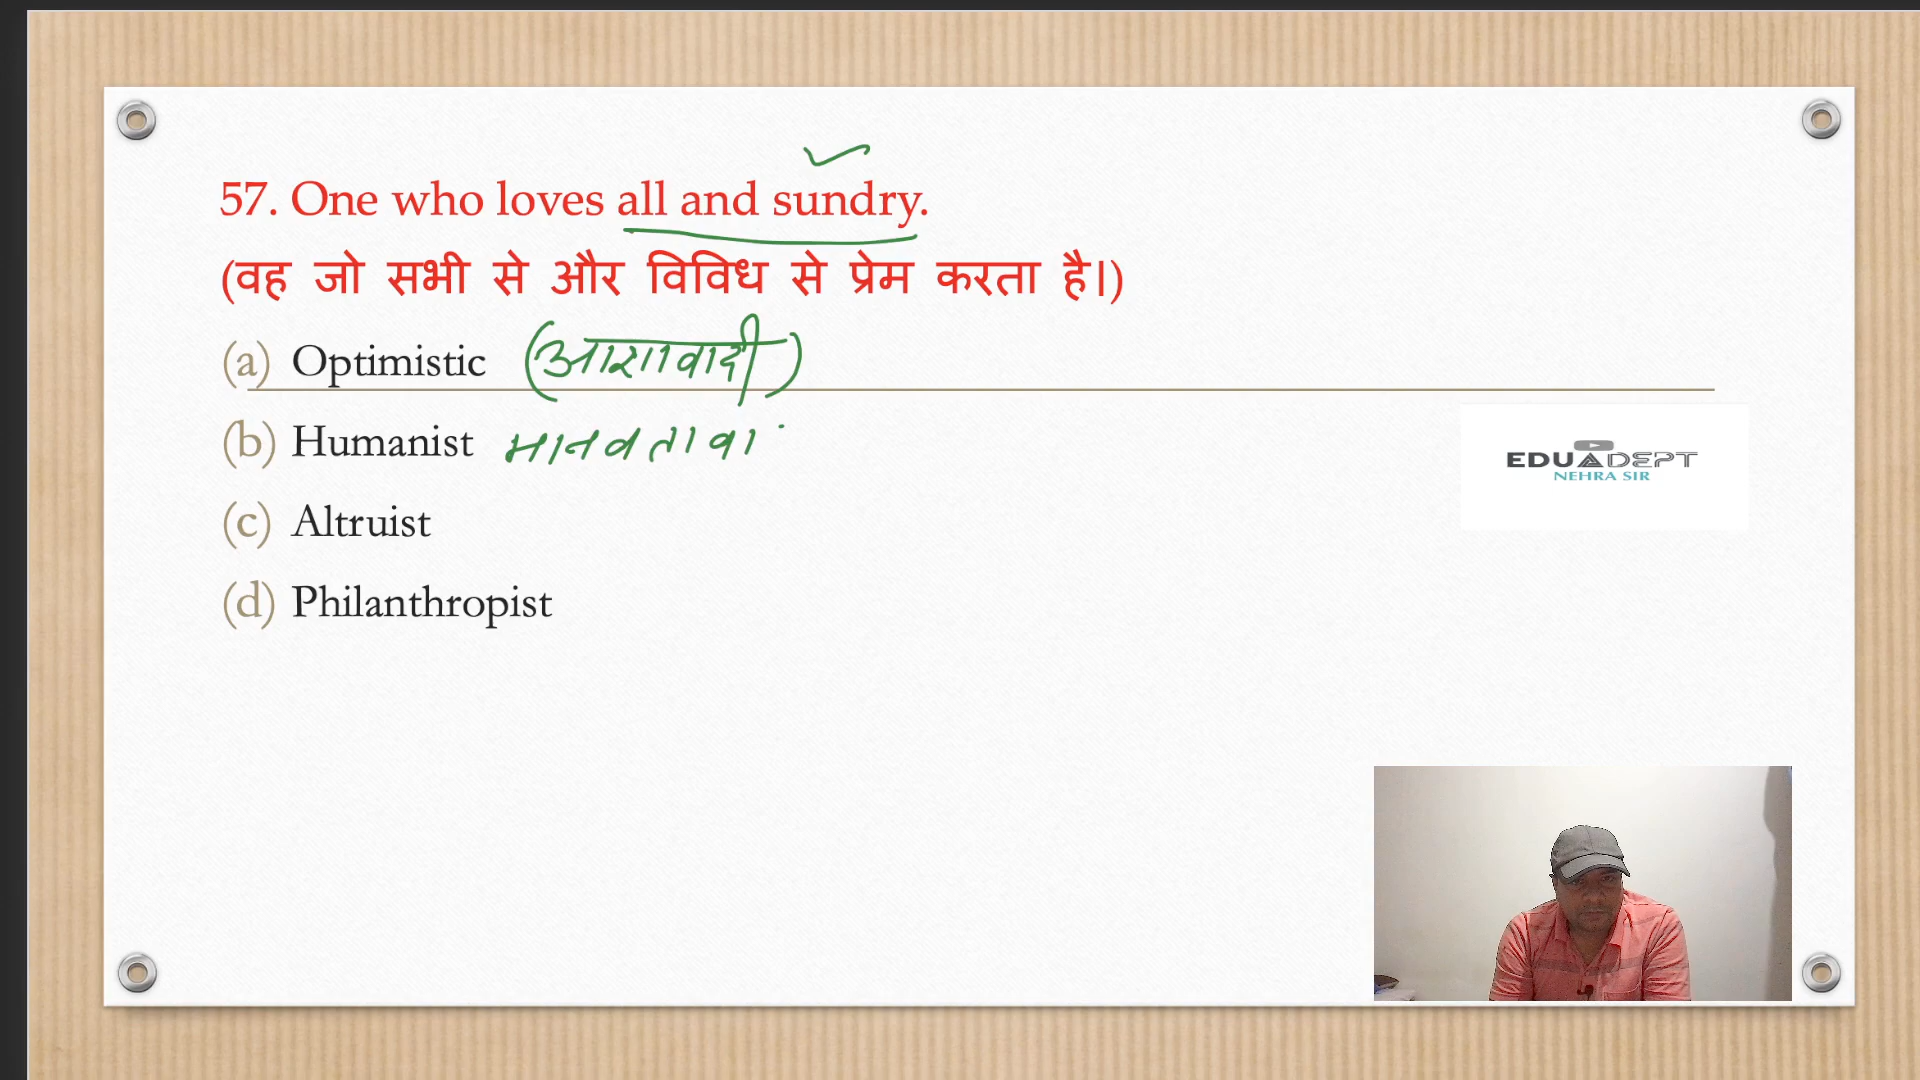 57. One who loves all and sundry.
(वह जो सभी से और विविध से प्रेम करता है।)
(a) Optimistic (आशावादी)
(b) Humanist मानवतावा
(c) Altruist
(d) Philanthropist
EDUADEPT
NEHRA SIR